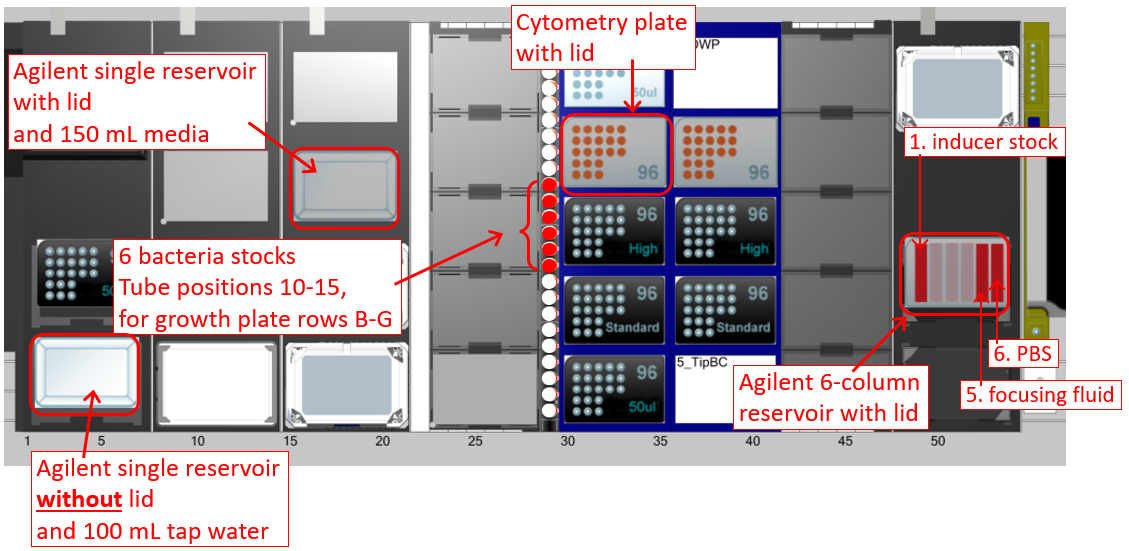 Cytometry plate
with lid
DWP
50ul
Agilent single reservoir
with lid
and 150 mL media
1. inducer stock
96
96
96
96
High
High
6 bacteria stocks
Tube positions 10-15,
for growth plate rows B-G
96
96
Standard
Standard
6. PBS
5. focusing fluid
Agilent 6-column
reservoir with lid
5_TipBC
96
50ul
1 5 10 15 20 25 30 35 40 45 50
Agilent single reservoir
without lid
and 100 mL tap water